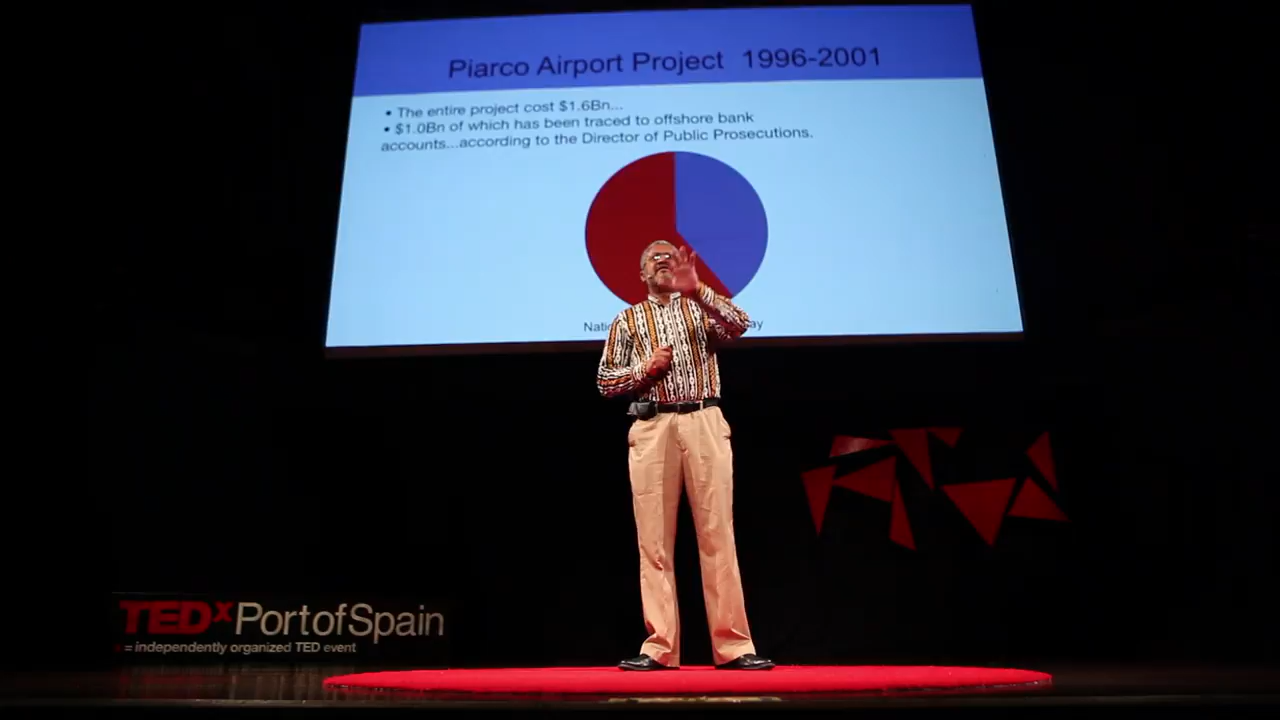 Piarco Airport Project 1996-2001
• The entire project cost $1.6Bn...
• $1.0Bn of which has been traced to offshore bank
accounts...according to the Director of Public Prosecutions.
TEDxPortofSpain
x = independently organized TED event